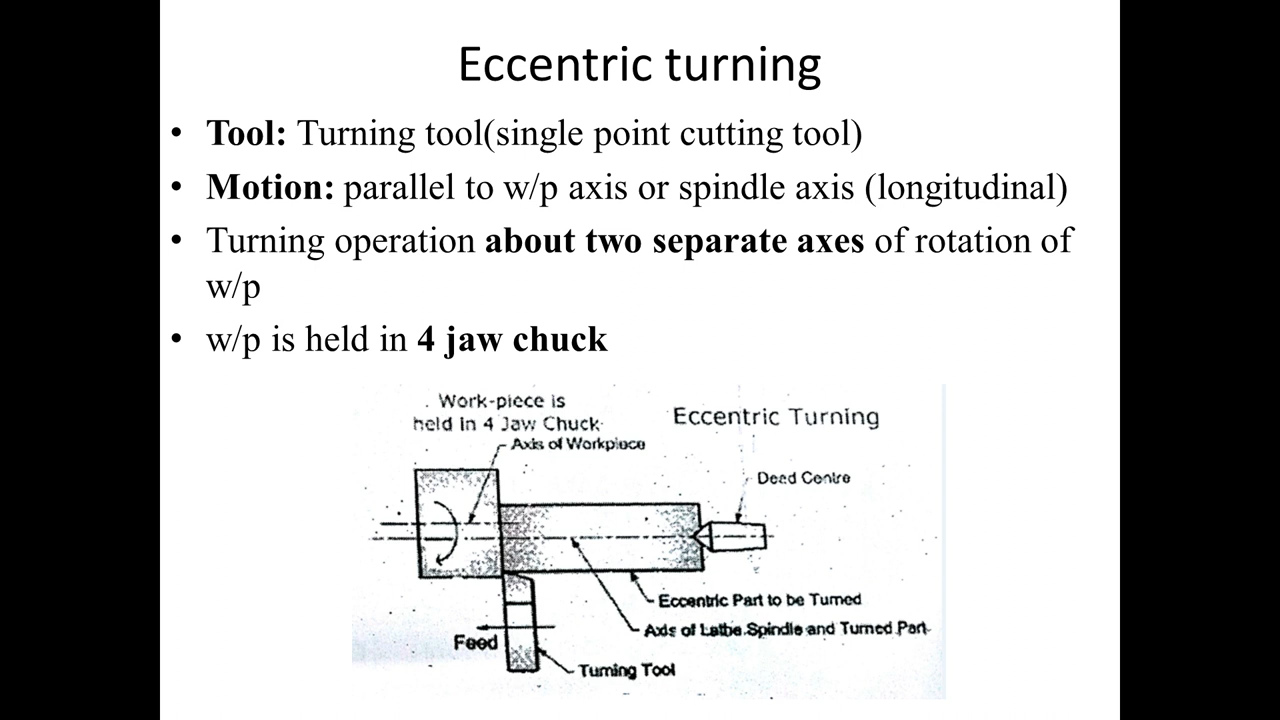 Eccentric turning
• Tool: Turning tool(single point cutting tool)
• Motion: parallel to w/p axis or spindle axis (longitudinal)
• Turning operation about two separate axes of rotation of
w/p
• w/p is held in 4 jaw chuck
Work-piece is
held in 4 Jaw Chuck
Eccentric Turning
Axis of Workpiece
Dead Centre
Eccentric Part to be Turned
Axis of Lathe Spindle and Turned Part
Feed
Turning Tool